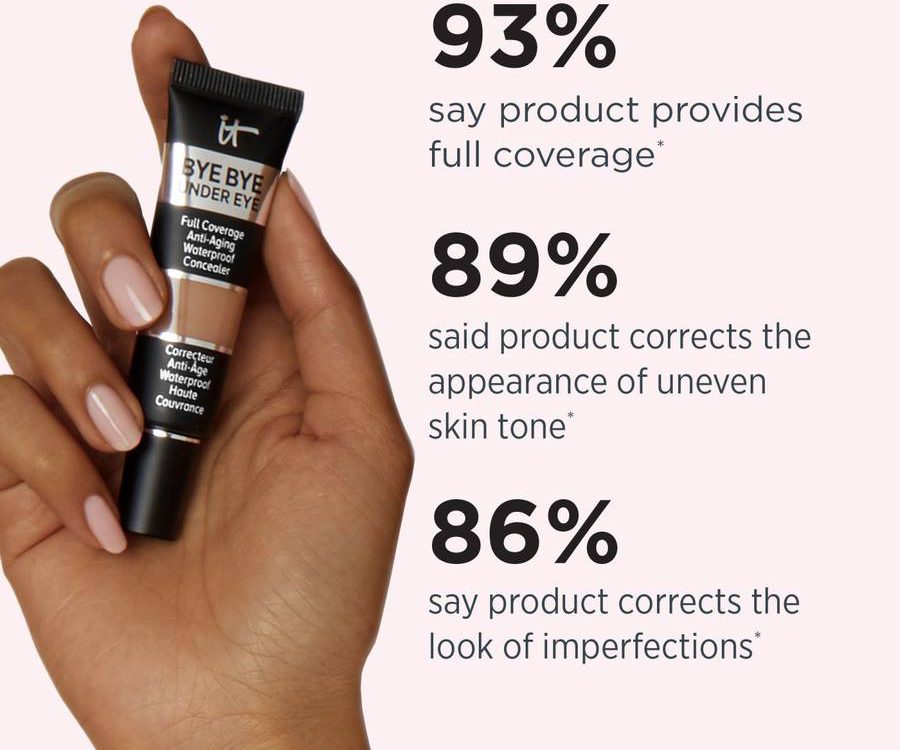 it
BYE BYE
UNDER EYE
Full Coverage
Anti-Aging
Waterproof
Concealer
Correcteur
Anti-Âge
Waterproof
Haute
Couvrance
93%
say product provides
full coverage*
89%
said product corrects the
appearance of uneven
skin tone*
86%
say product corrects the
look of imperfections*